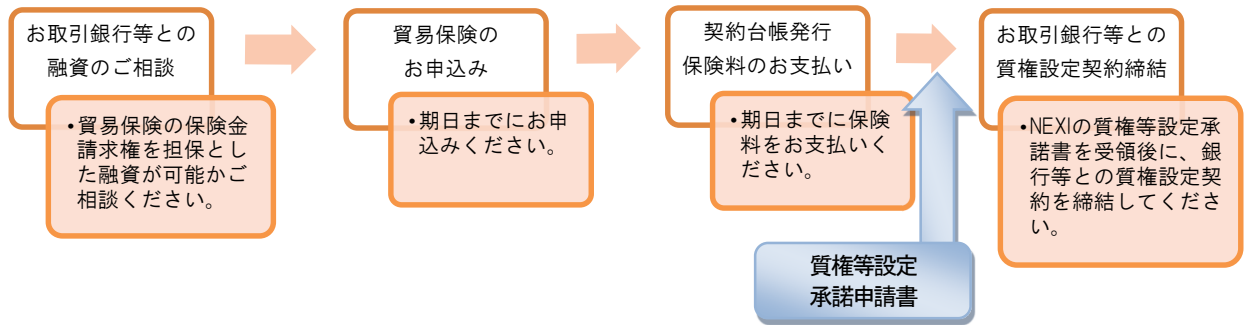 お取引銀行等との
融資のご相談
・貿易保険の保険金
請求権を担保とし
た融資が可能かご
相談ください。
貿易保険の
お申込み
・期日までにお申
込みください。
契約台帳発行
保険料のお支払い
・期日までに保険
料をお支払いく
ださい。
お取引銀行等との
質権設定契約締結
・NEXIの質権等設定承
諾書を受領後に、銀
行等との質権設定契
約を締結してくださ
い。
質権等設定
承諾申請書